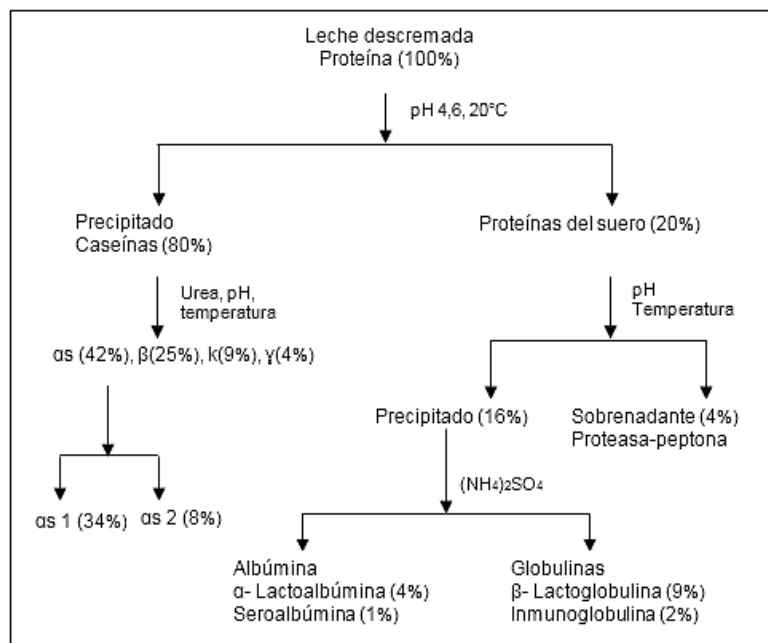 Leche descremada
Proteína (100%)
pH 4,6, 20°C
Precipitado
Caseínas (80%)
Proteínas del suero (20%)
Urea, pH,
temperatura
pH
Temperatura
αs (42%), β(25%), k(9%), γ(4%)
Precipitado (16%)
Sobrenadante (4%)
Proteasa-peptona
(NH₄)₂SO₄
αs 1 (34%)
αs 2 (8%)
Albúmina
α- Lactoalbúmina (4%)
Seroalbúmina (1%)
Globulinas
β- Lactoglobulina (9%)
Inmunoglobulina (2%)